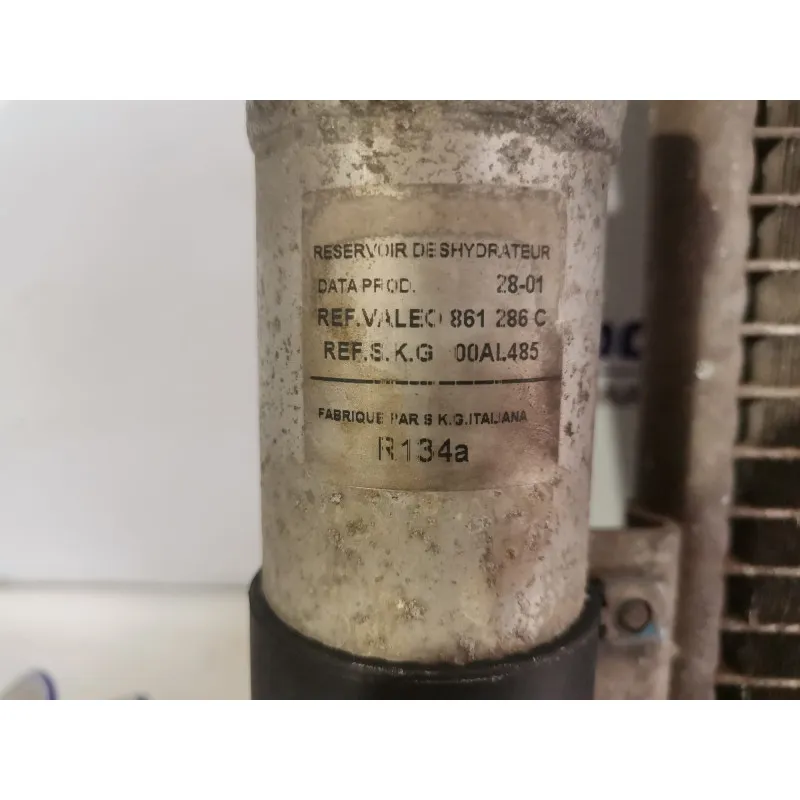 RESERVOIR DESHYDRATEUR
DATA PROD. 28-01
REF.VALEO 861 286 C
REF.S.K.G 00AL485
FABRIQUE PAR S.K.G.ITALIANA
R134a